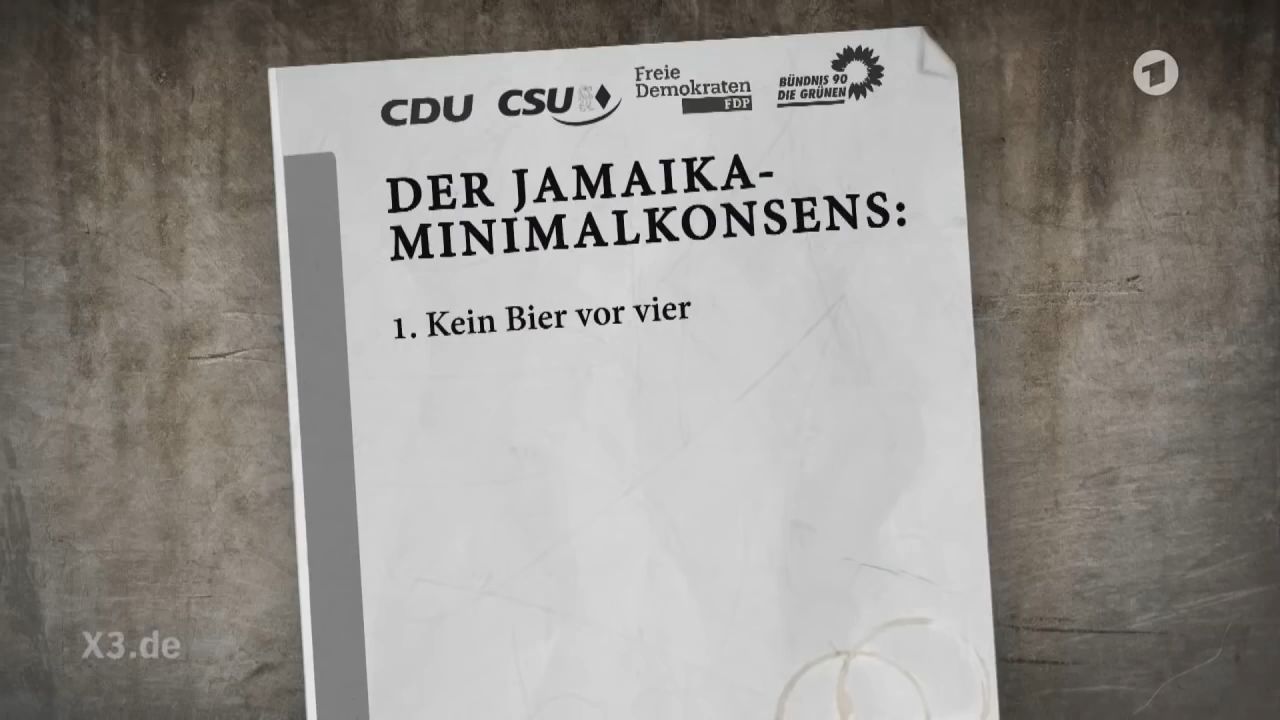 CDU CSU Freie Demokraten FDP BÜNDNIS 90 DIE GRÜNEN
DER JAMAIKA-
MINIMALKONSENS:
1. Kein Bier vor vier
X3.de
1